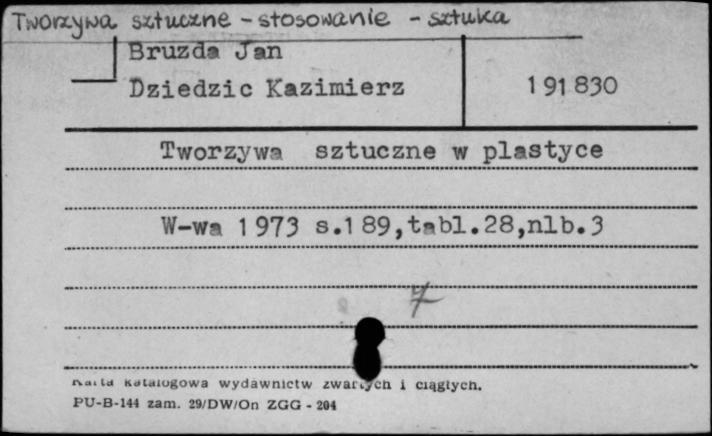 Tworzywa sztuczne - stosowanie - sztuka
Bruzda Jan
Dziedzic Kazimierz 191830
Tworzywa sztuczne w plastyce
W-wa 1973 s.189,tabl.28,nlb.3
7
Karta katalogowa wydawnictw zwartych i ciągłych.
PU-B-144 zam. 29/DW/On ZGG - 204